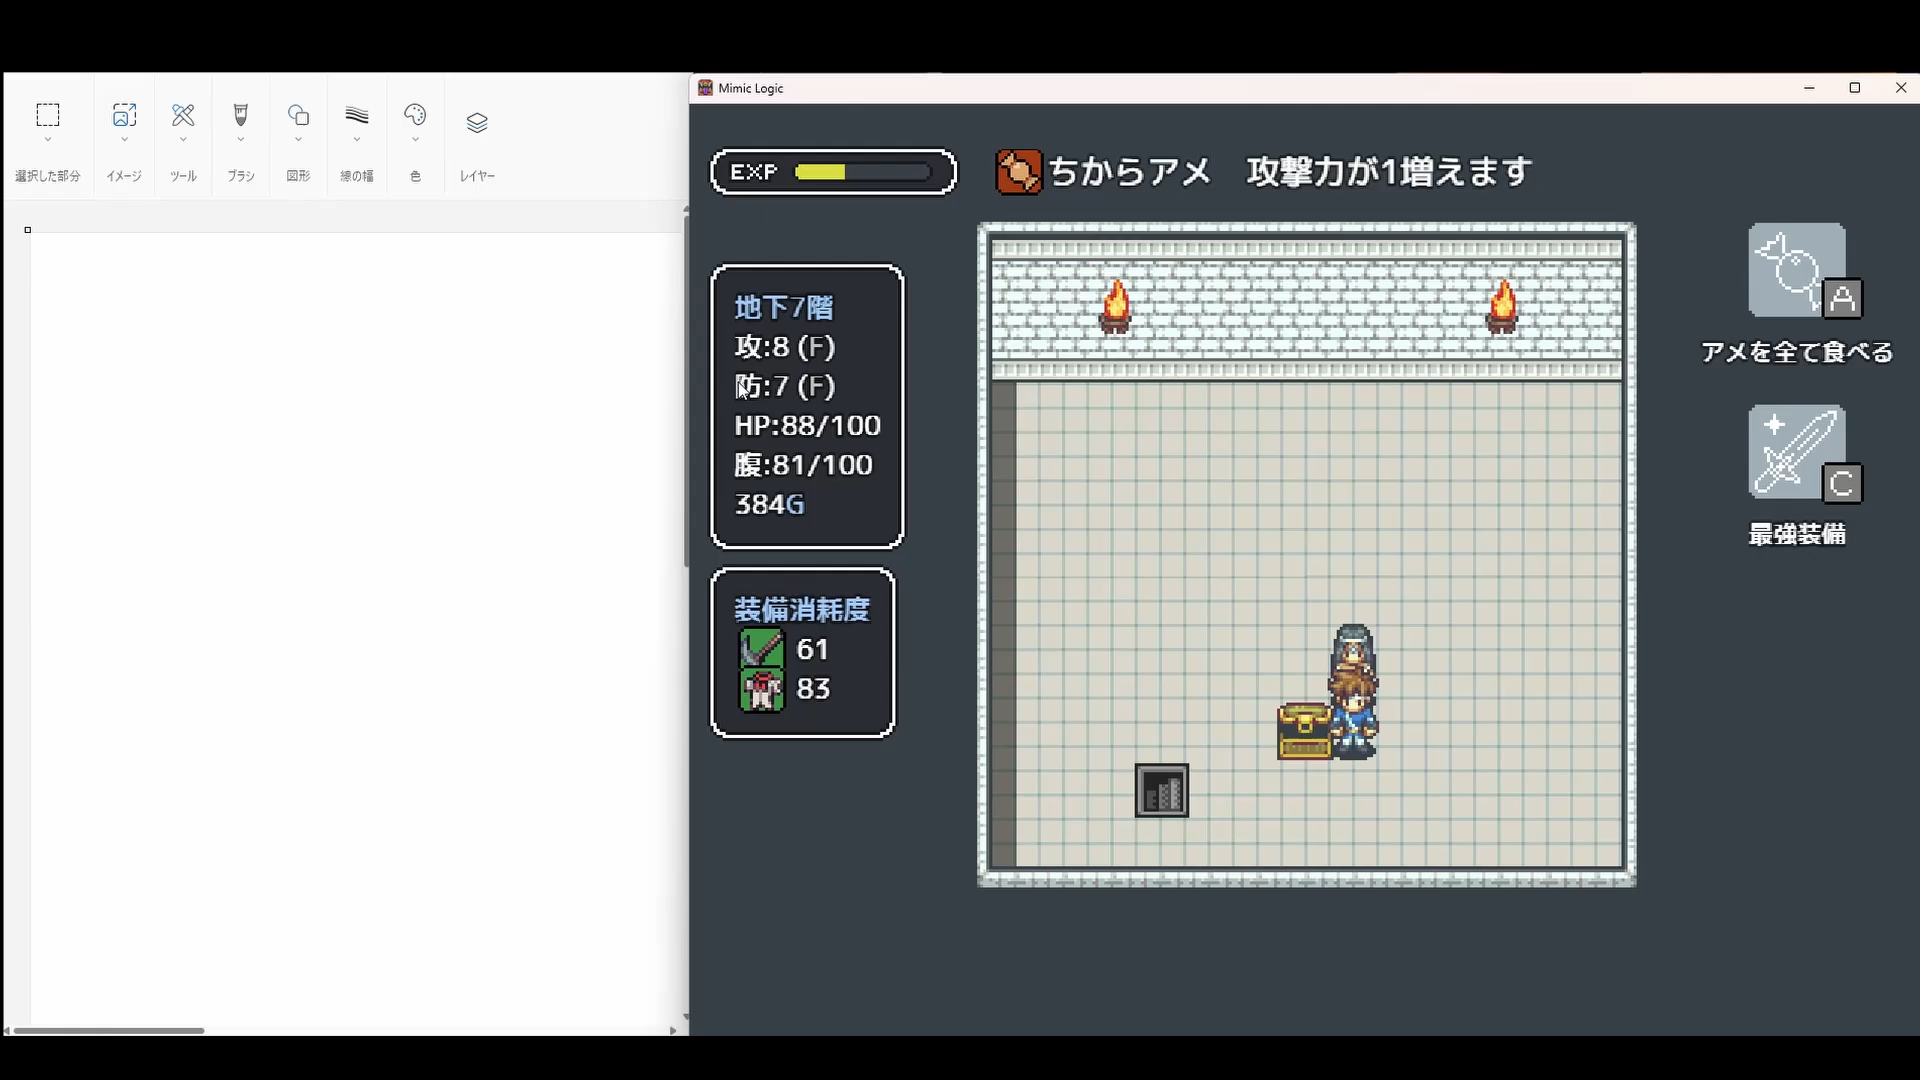 選択した部分
イメージ
ツール
ブラシ
図形
線の幅
色
レイヤー
Mimic Logic
EXP
ちからアメ 攻撃力が1増えます
地下7階
攻:8 (F)
防:7 (F)
HP:88/100
腹:81/100
384G
装備消耗度
61
83
A
アメを全て食べる
C
最強装備